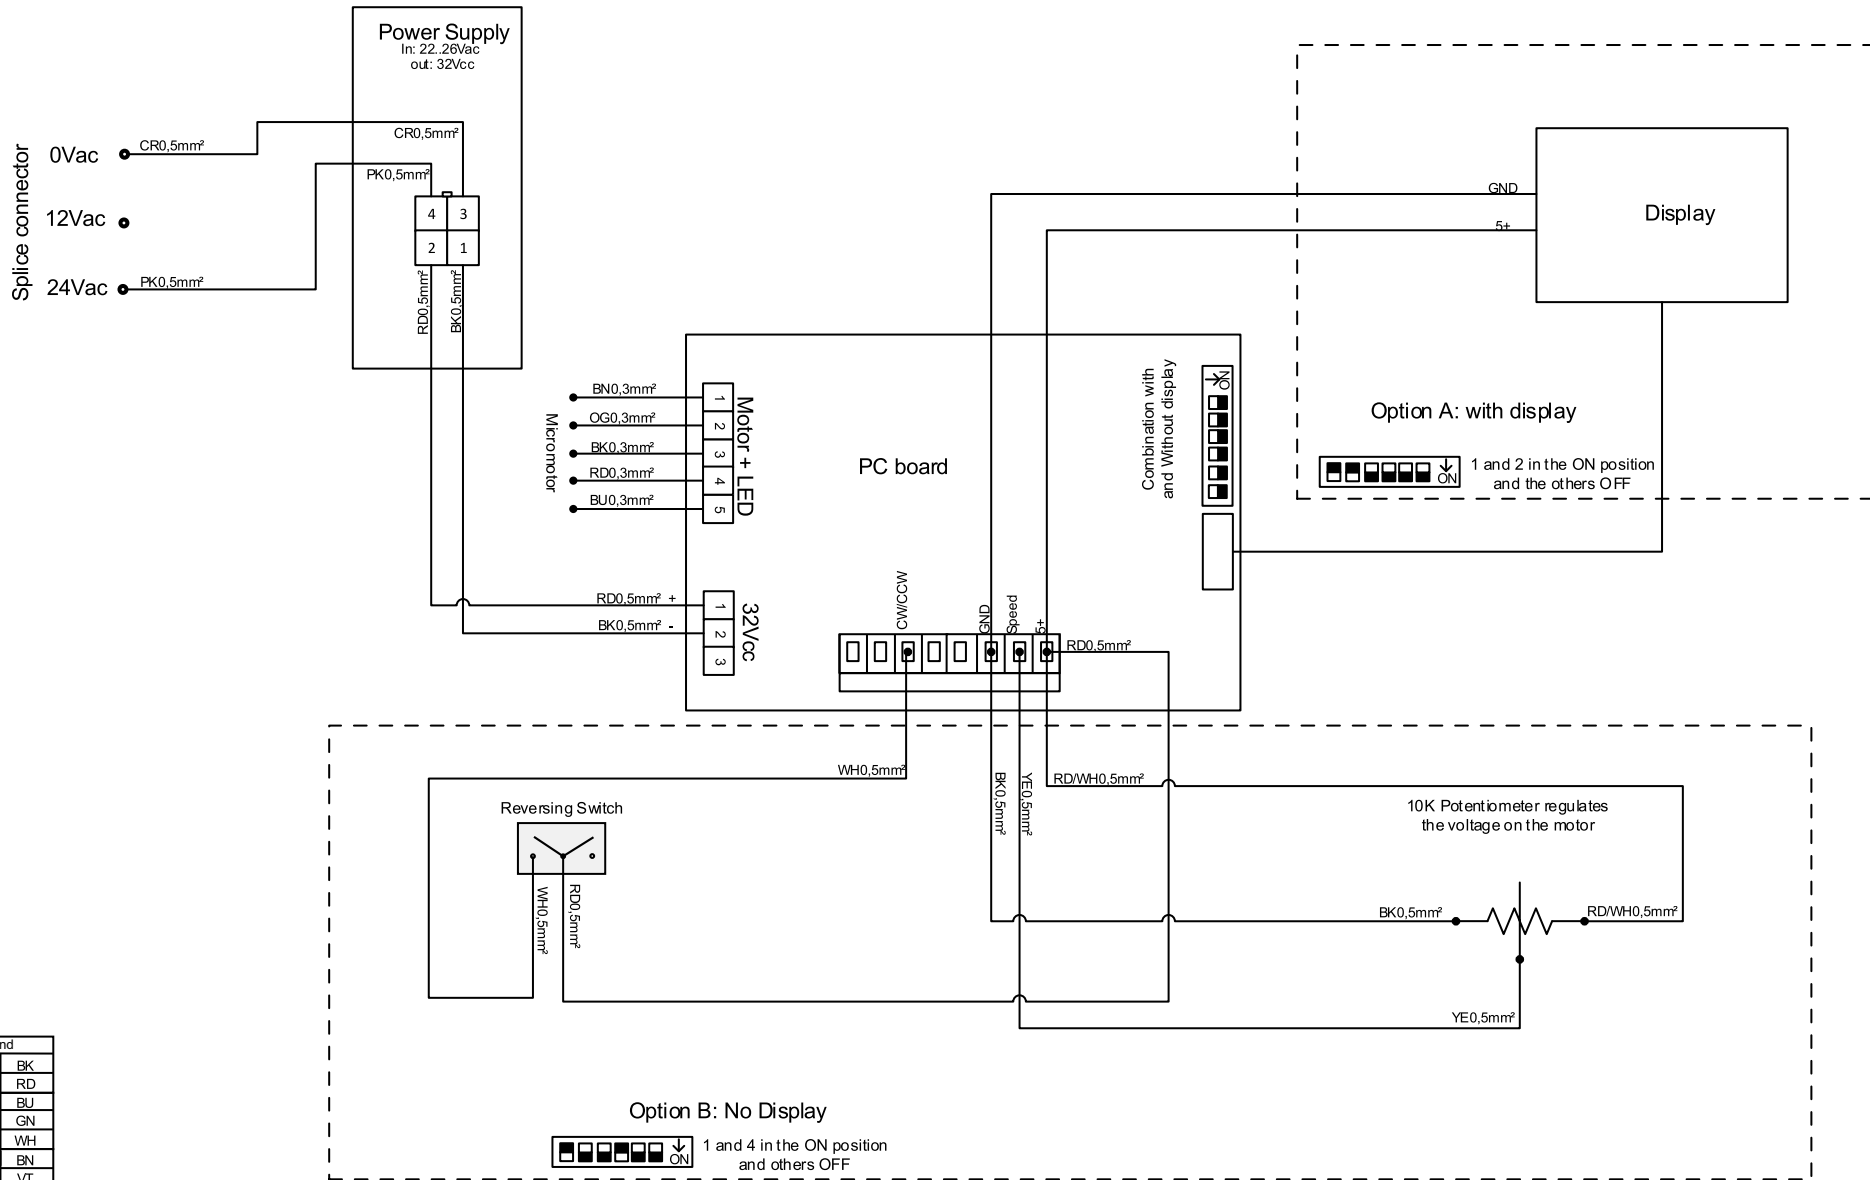 Power Supply
In: 22..26Vac
out: 32Vcc
Splice connector
0Vac
CR0,5mm²
CR0,5mm²
PK0,5mm²
12Vac
24Vac
PK0,5mm²
4
3
2
1
RD0,5mm²
BK0,5mm²
GND
5+
Display
Option A: with display
ON
1 and 2 in the ON position
and the others OFF
PC board
Combination with
and Without display
ON
Micromotor
BN0,3mm²
OG0,3mm²
BK0,3mm²
RD0,3mm²
BU0,3mm²
1
2
3
4
5
Motor + LED
RD0,5mm² +
BK0,5mm² -
1
2
3
32Vcc
CW/CCW
GND
Speed
5+
RD0,5mm²
WH0,5mm²
BK0,5mm²
YE0,5mm²
RD/WH0,5mm²
Reversing Switch
WH0,5mm²
RD0,5mm²
10K Potentiometer regulates
the voltage on the motor
BK0,5mm²
RD/WH0,5mm²
YE0,5mm²
Option B: No Display
ON
1 and 4 in the ON position
and others OFF
nd
BK
RD
BU
GN
WH
BN
VT